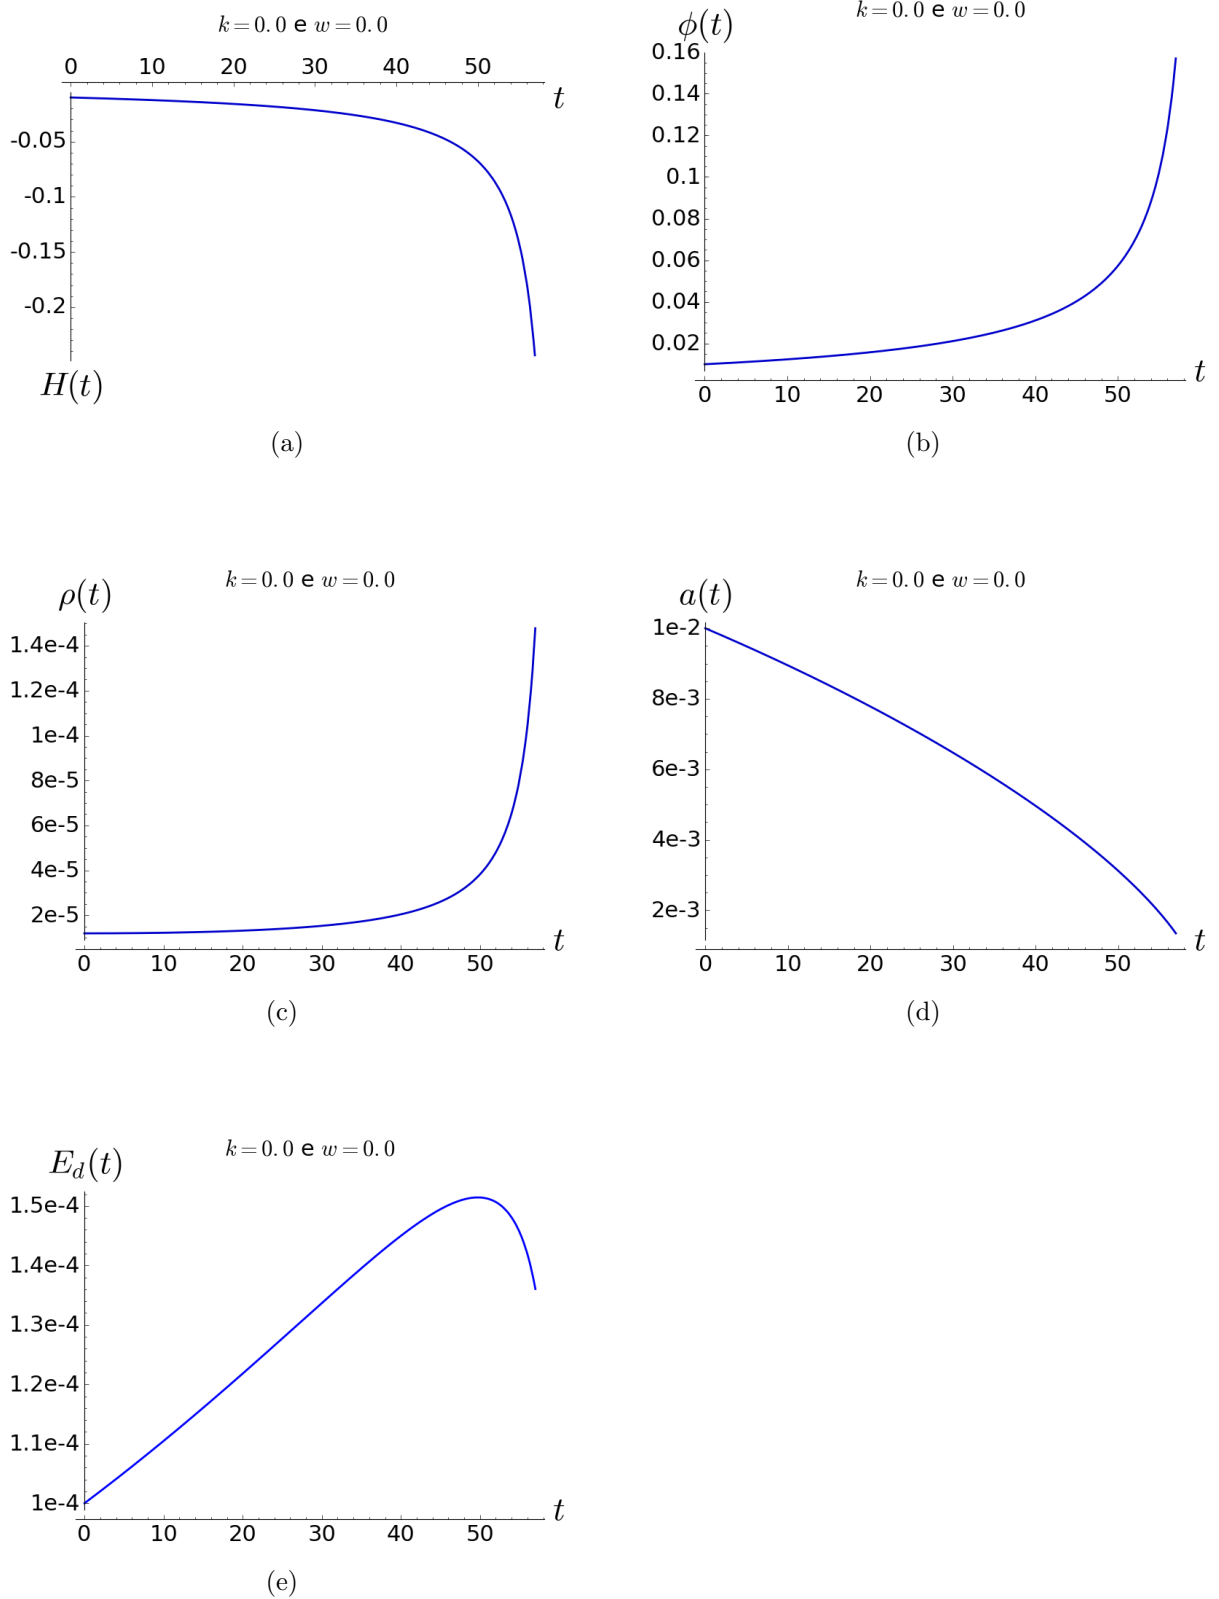 k = 0.0 e w = 0.0
0 10 20 30 40 50
t
-0.05
-0.1
-0.15
-0.2
H(t)
(a)
k = 0.0 e w = 0.0
ϕ(t)
0.16
0.14
0.12
0.1
0.08
0.06
0.04
0.02
t
0 10 20 30 40 50
(b)
k = 0.0 e w = 0.0
ρ(t)
1.4e-4
1.2e-4
1e-4
8e-5
6e-5
4e-5
2e-5
t
0 10 20 30 40 50
(c)
k = 0.0 e w = 0.0
a(t)
1e-2
8e-3
6e-3
4e-3
2e-3
t
0 10 20 30 40 50
(d)
k = 0.0 e w = 0.0
E_d(t)
1.5e-4
1.4e-4
1.3e-4
1.2e-4
1.1e-4
1e-4
t
0 10 20 30 40 50
(e)